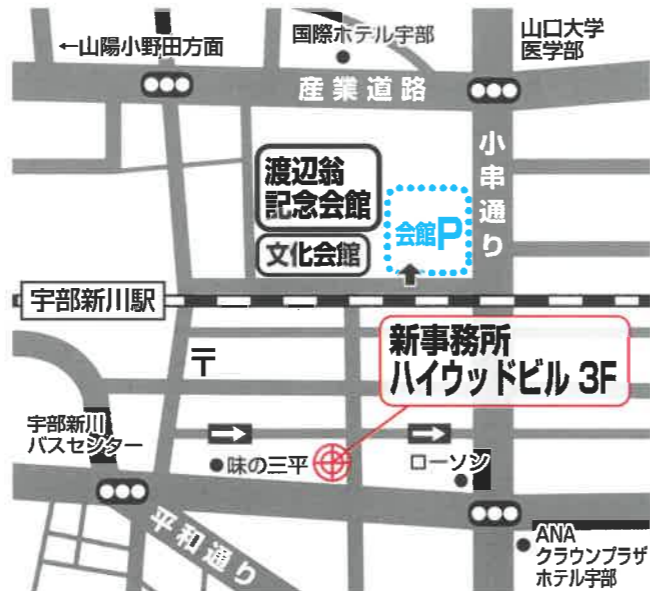 ←山陽小野田方面
国際ホテル宇部
山口大学
医学部
産業道路
小串通り
渡辺翁
記念会館
文化会館
会館P
宇部新川駅
新事務所
ハイウッドビル 3F
〒
宇部新川
バスセンター
味の三平
ローソン
平和通り
ANA
クラウンプラザ
ホテル宇部